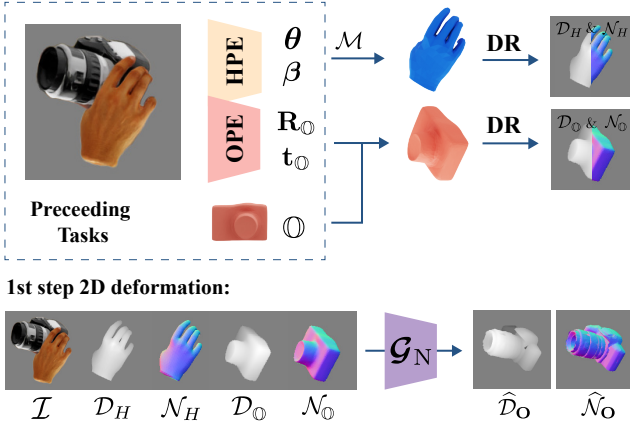 HPE
θ
β
ℳ
DR
𝒟_H & 𝒩_H
OPE
R_𝕆
t_𝕆
DR
𝒟_𝕆 & 𝒩_𝕆
Preceeding
Tasks
𝕆
1st step 2D deformation:
𝓖_N
ℐ 𝒟_H 𝒩_H 𝒟_𝕆 𝒩_𝕆 𝒟̂_O 𝒩̂_O